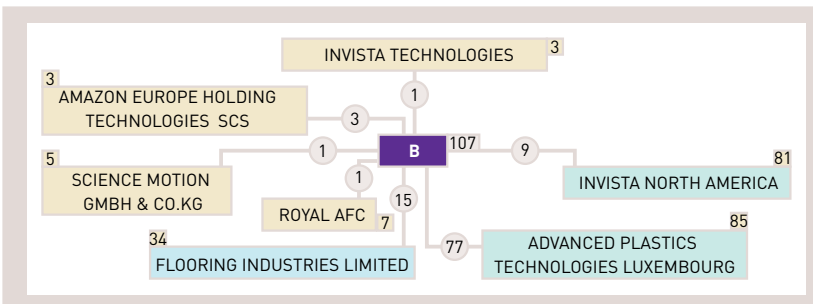 INVISTA TECHNOLOGIES
3
1
3
AMAZON EUROPE HOLDING
TECHNOLOGIES SCS
3
B
107
9
1
5
SCIENCE MOTION
GMBH & CO.KG
1
15
81
INVISTA NORTH AMERICA
ROYAL AFC
7
34
FLOORING INDUSTRIES LIMITED
77
85
ADVANCED PLASTICS
TECHNOLOGIES LUXEMBOURG